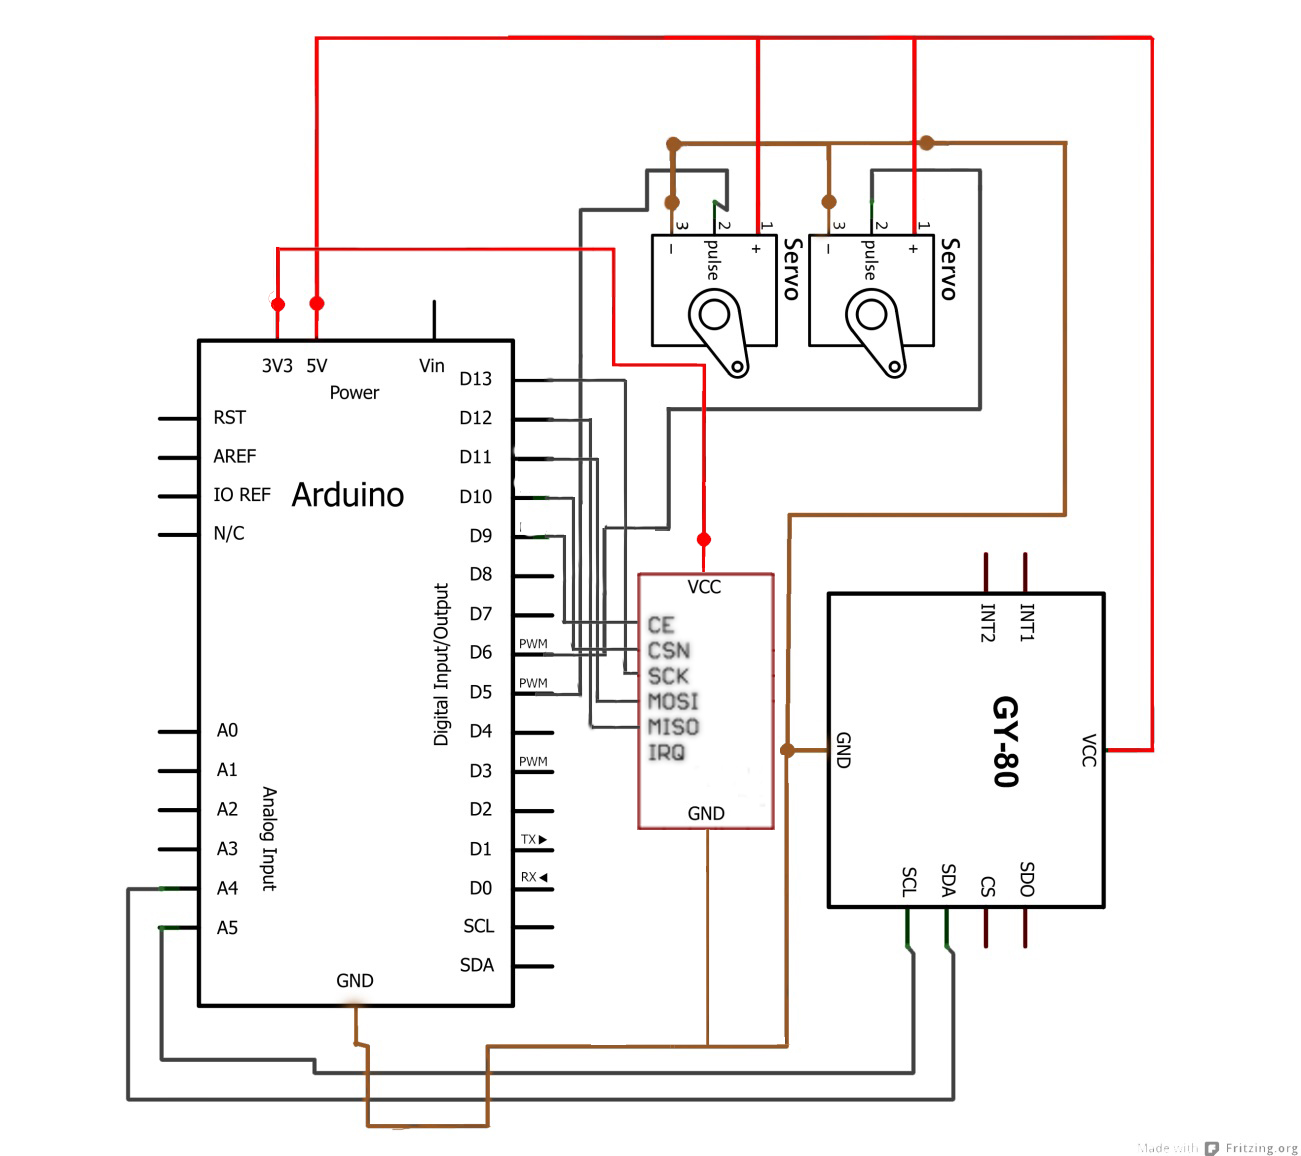 3
2
1
Servo
−
pulse
+
3
2
1
Servo
−
pulse
+
3V3
5V
Vin
Power
RST
AREF
IO REF
N/C
Arduino
D13
D12
D11
D10
D9
D8
D7
D6
PWM
D5
PWM
D4
D3
PWM
D2
D1
TX▶
D0
RX◀
SCL
SDA
Digital Input/Output
A0
A1
A2
A3
A4
A5
Analog Input
GND
VCC
CE
CSN
SCK
MOSI
MISO
IRQ
GND
INT2
INT1
GY-80
GND
VCC
SCL
SDA
CS
SDO
Made with Fritzing.org